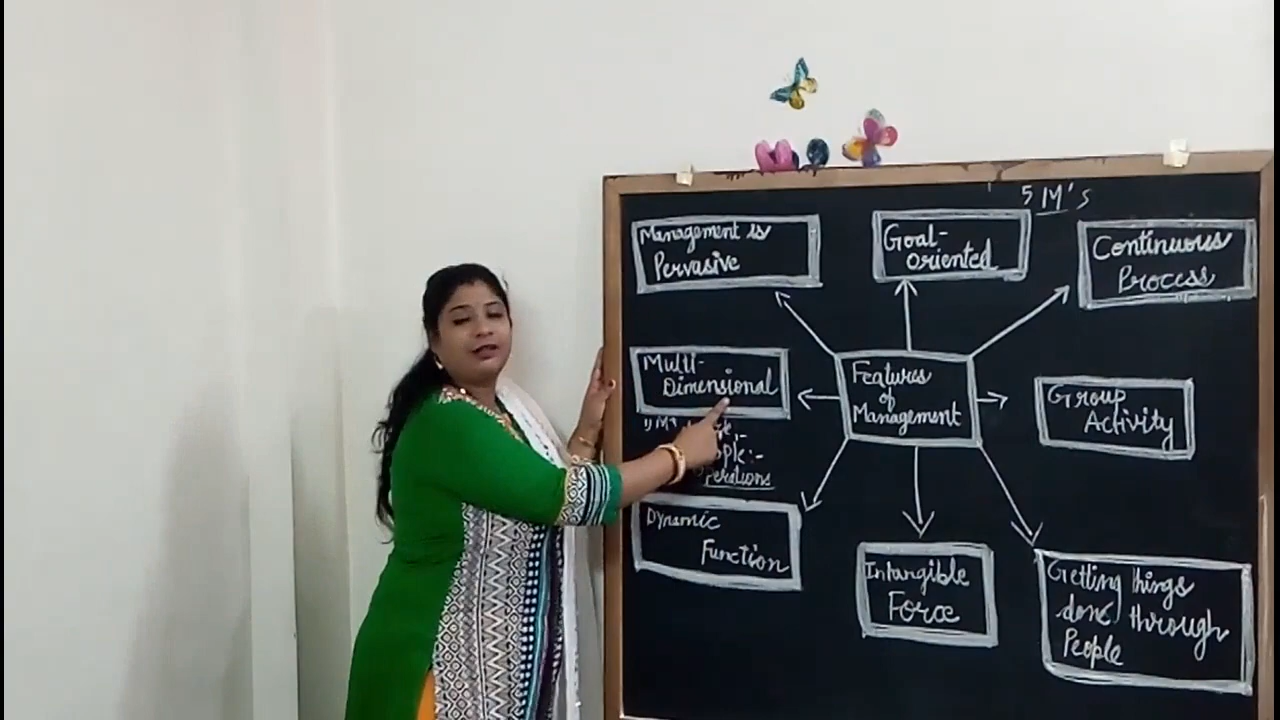 5 M's
Management is
Pervasive
Goal-
oriented
Continuous
Process
Multi-
Dimensional
Features
of
Management
Group
Activity
Operations
Dynamic
Function
Intangible
Force
Getting things
done through
People